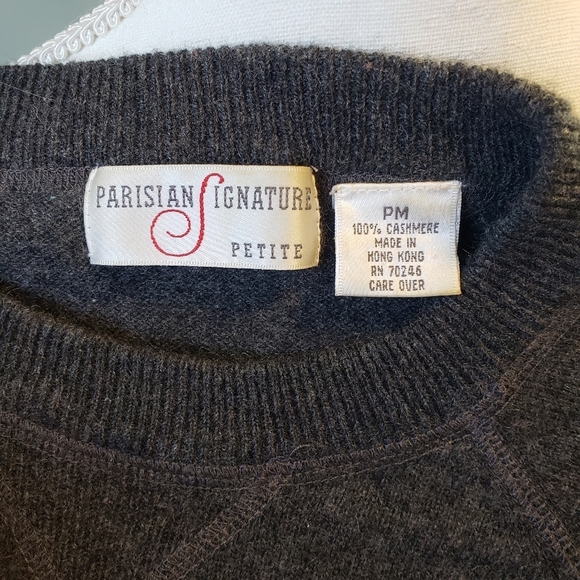 PARISIAN SIGNATURE
PETITE
PM
100% CASHMERE
MADE IN
HONG KONG
RN 70246
CARE OVER